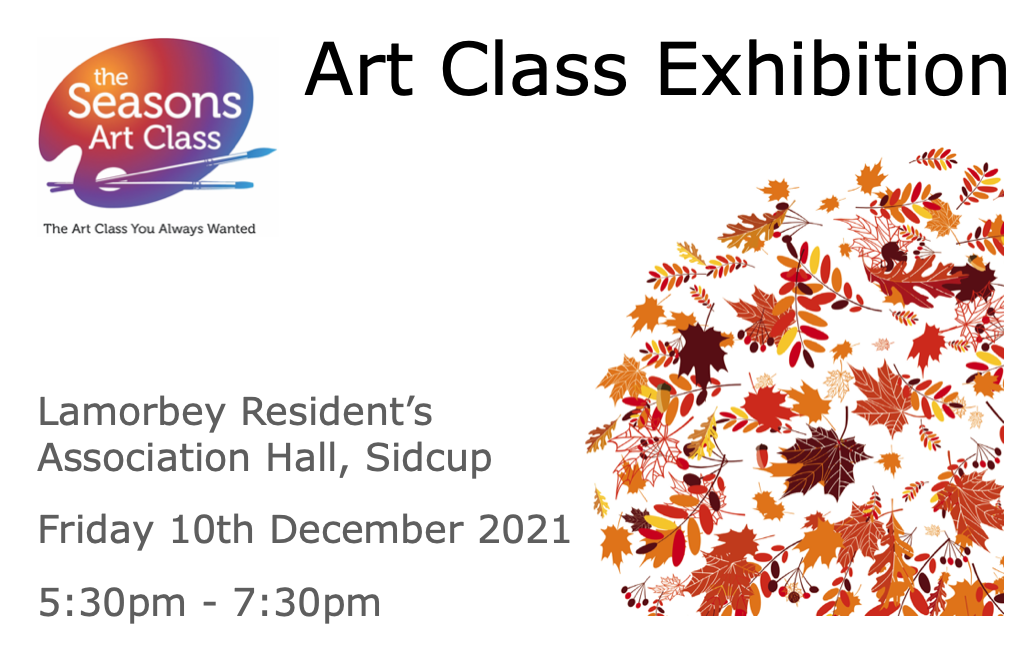 the
Seasons
Art Class
The Art Class You Always Wanted
Art Class Exhibition
Lamorbey Resident’s
Association Hall, Sidcup
Friday 10th December 2021
5:30pm - 7:30pm